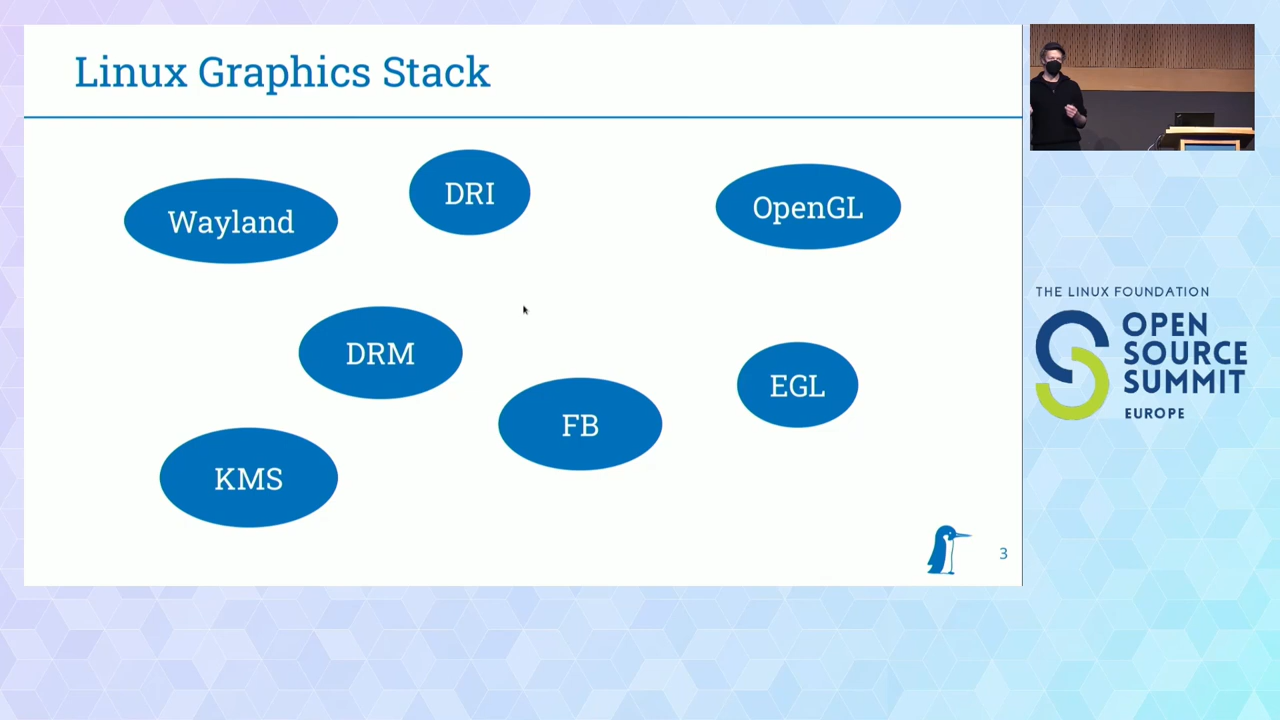 Linux Graphics Stack
Wayland
DRI
OpenGL
DRM
EGL
FB
KMS
3
THE LINUX FOUNDATION
OPEN
SOURCE
SUMMIT
EUROPE